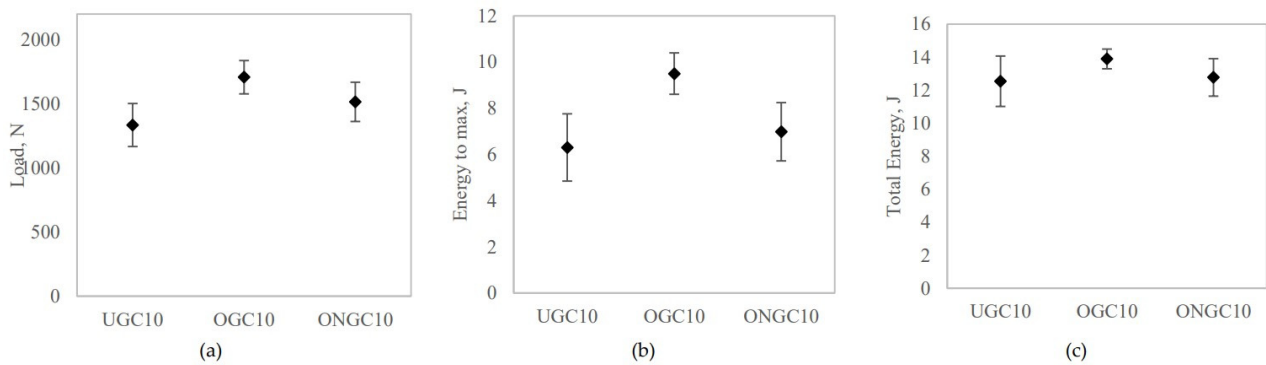 Load, N
2000
1500
1000
500
0
UGC10 OGC10 ONGC10
(a)
Energy to max, J
12
10
8
6
4
2
0
UGC10 OGC10 ONGC10
(b)
Total Energy, J
16
14
12
10
8
6
4
2
0
UGC10 OGC10 ONGC10
(c)